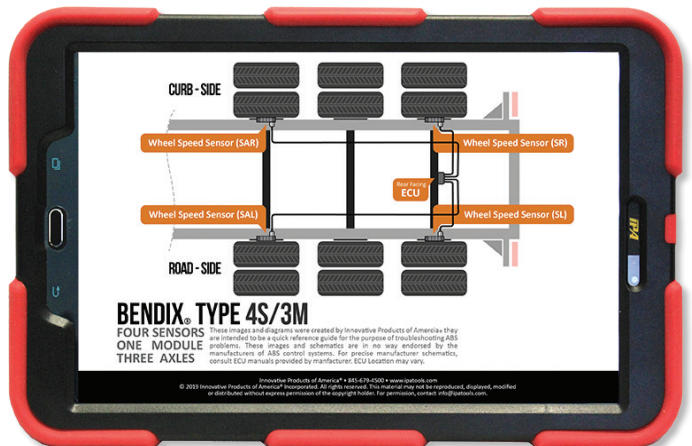 CURB - SIDE
Wheel Speed Sensor (SAR)
Wheel Speed Sensor (SR)
Rear Facing
ECU
Wheel Speed Sensor (SAL)
Wheel Speed Sensor (SL)
ROAD - SIDE
iPA
BENDIX® TYPE 4S/3M
FOUR SENSORS
ONE MODULE
THREE AXLES
These images and diagrams were created by Innovative Products of Amercia® they
are intended to be a quick reference guide for the purpose of troubleshooting ABS
problems. These images and schematics are in no way endorsed by the
manufacturers of ABS control systems. For precise manufacturer schematics,
consult ECU manuals provided by manfacturer. ECU Location may vary.
Innovative Products of America® • 845-679-4500 • www.ipatools.com
© 2019 Innovative Products of America® Incorporated. All rights reserved. This material may not be reproduced, displayed, modified
or distributed without express permission of the copyright holder. For permission, contact info@ipatools.com.